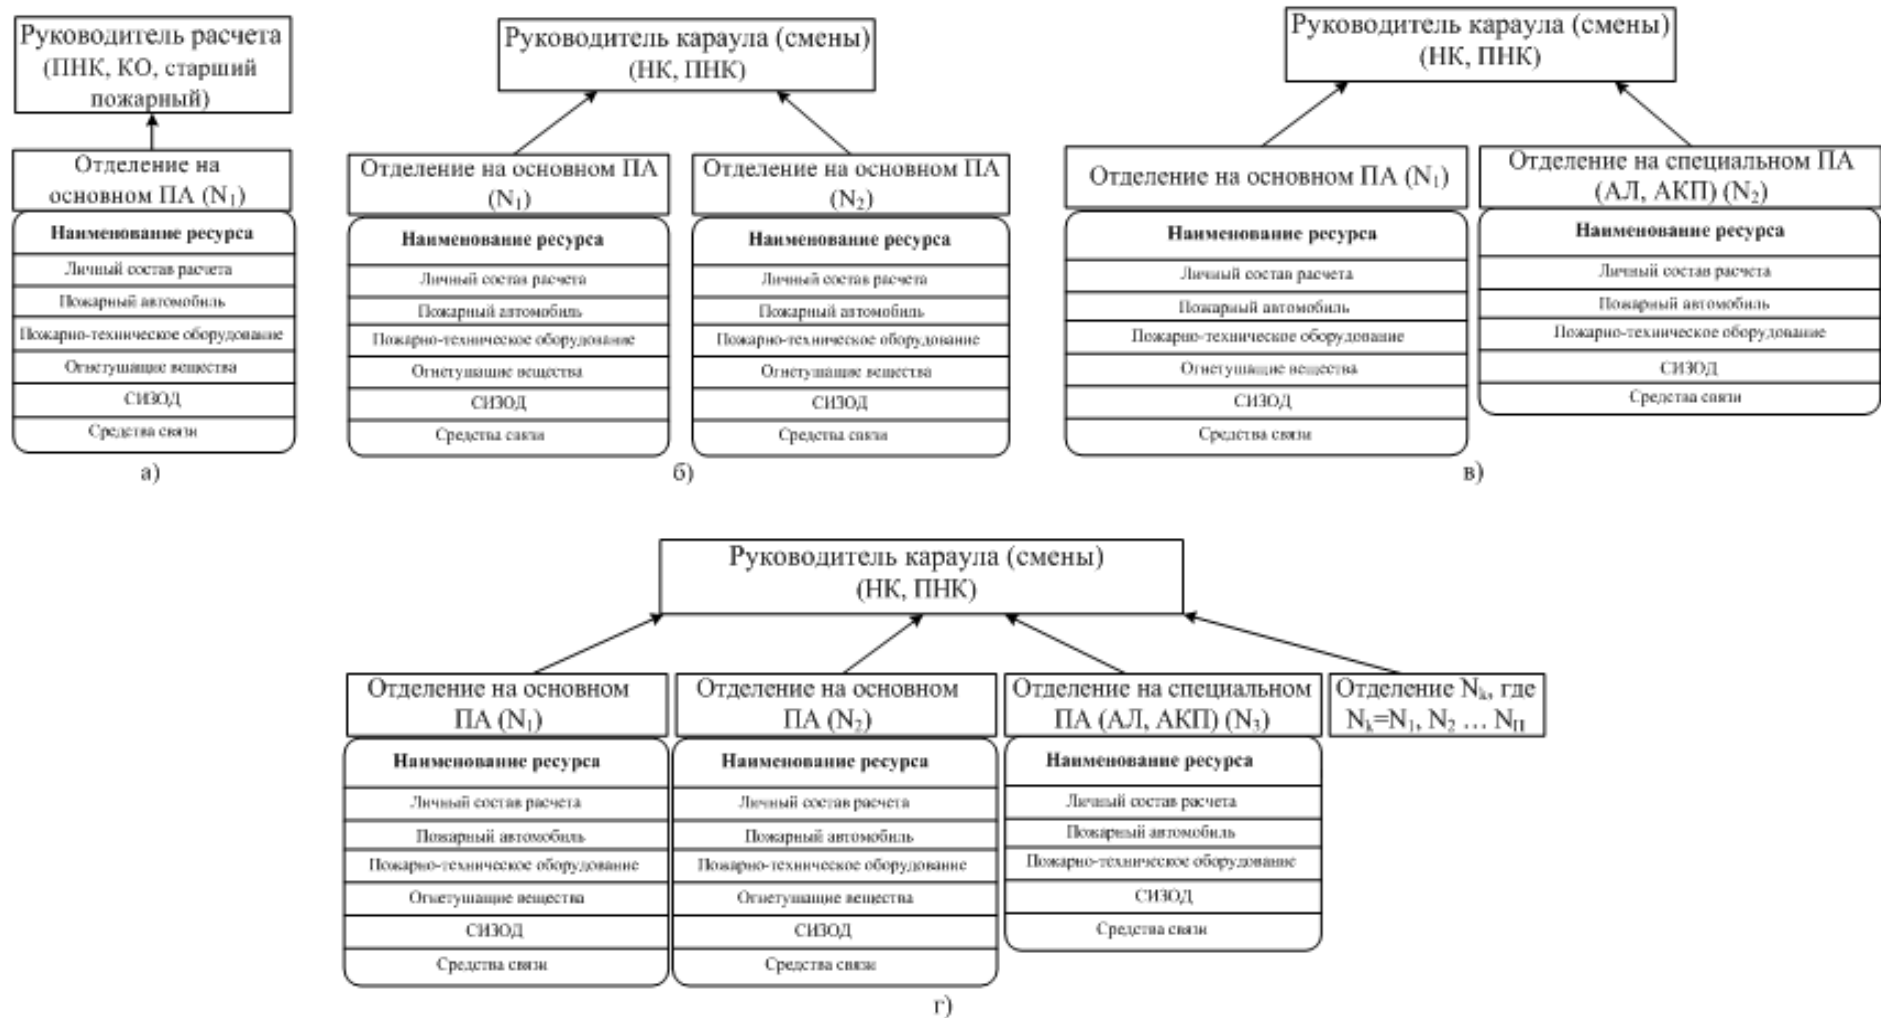 Руководитель расчета
(ПНК, КО, старший
пожарный)
Отделение на
основном ПА (N₁)
Наименование ресурса
Личный состав расчета
Пожарный автомобиль
Пожарно-техническое оборудование
Огнетушащие вещества
СИЗОД
Средства связи
а)
Руководитель караула (смены)
(НК, ПНК)
Отделение на основном ПА
(N₁)
Наименование ресурса
Личный состав расчета
Пожарный автомобиль
Пожарно-техническое оборудование
Огнетушащие вещества
СИЗОД
Средства связи
Отделение на основном ПА
(N₂)
Наименование ресурса
Личный состав расчета
Пожарный автомобиль
Пожарно-техническое оборудование
Огнетушащие вещества
СИЗОД
Средства связи
б)
Руководитель караула (смены)
(НК, ПНК)
Отделение на основном ПА (N₁)
Наименование ресурса
Личный состав расчета
Пожарный автомобиль
Пожарно-техническое оборудование
Огнетушащие вещества
СИЗОД
Средства связи
Отделение на специальном ПА
(АЛ, АКП) (N₂)
Наименование ресурса
Личный состав расчета
Пожарный автомобиль
Пожарно-техническое оборудование
СИЗОД
Средства связи
в)
Руководитель караула (смены)
(НК, ПНК)
Отделение на основном
ПА (N₁)
Наименование ресурса
Личный состав расчета
Пожарный автомобиль
Пожарно-техническое оборудование
Огнетушащие вещества
СИЗОД
Средства связи
Отделение на основном
ПА (N₂)
Наименование ресурса
Личный состав расчета
Пожарный автомобиль
Пожарно-техническое оборудование
Огнетушащие вещества
СИЗОД
Средства связи
Отделение на специальном
ПА (АЛ, АКП) (N₃)
Наименование ресурса
Личный состав расчета
Пожарный автомобиль
Пожарно-техническое оборудование
СИЗОД
Средства связи
Отделение Nₖ, где
Nₖ=N₁, N₂ … Nп
г)